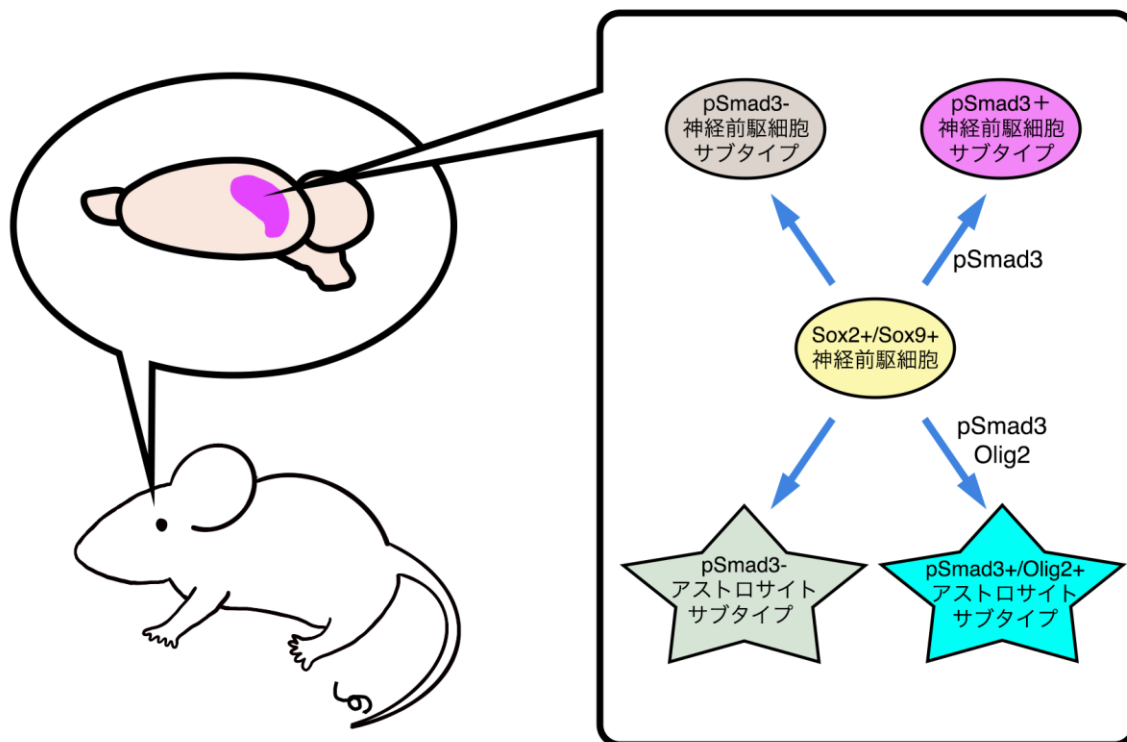 pSmad3-
神経前駆細胞
サブタイプ
pSmad3＋
神経前駆細胞
サブタイプ
pSmad3
Sox2+/Sox9+
神経前駆細胞
pSmad3
Olig2
pSmad3-
アストロサイト
サブタイプ
pSmad3+/Olig2+
アストロサイト
サブタイプ